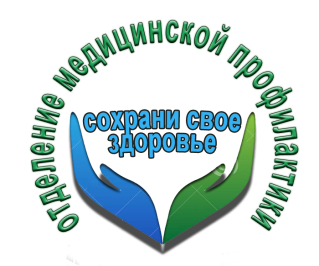 отделение медицинской профилактики
сохрани свое
здоровье